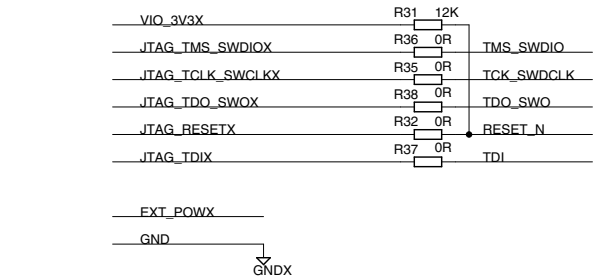 VIO_3V3X R31 12K
JTAG_TMS_SWDIOX R36 0R TMS_SWDIO
JTAG_TCLK_SWCLKX R35 0R TCK_SWDCLK
JTAG_TDO_SWOX R38 0R TDO_SWO
JTAG_RESETX R32 0R RESET_N
JTAG_TDIX R37 0R TDI
EXT_POWX
GND
GNDX